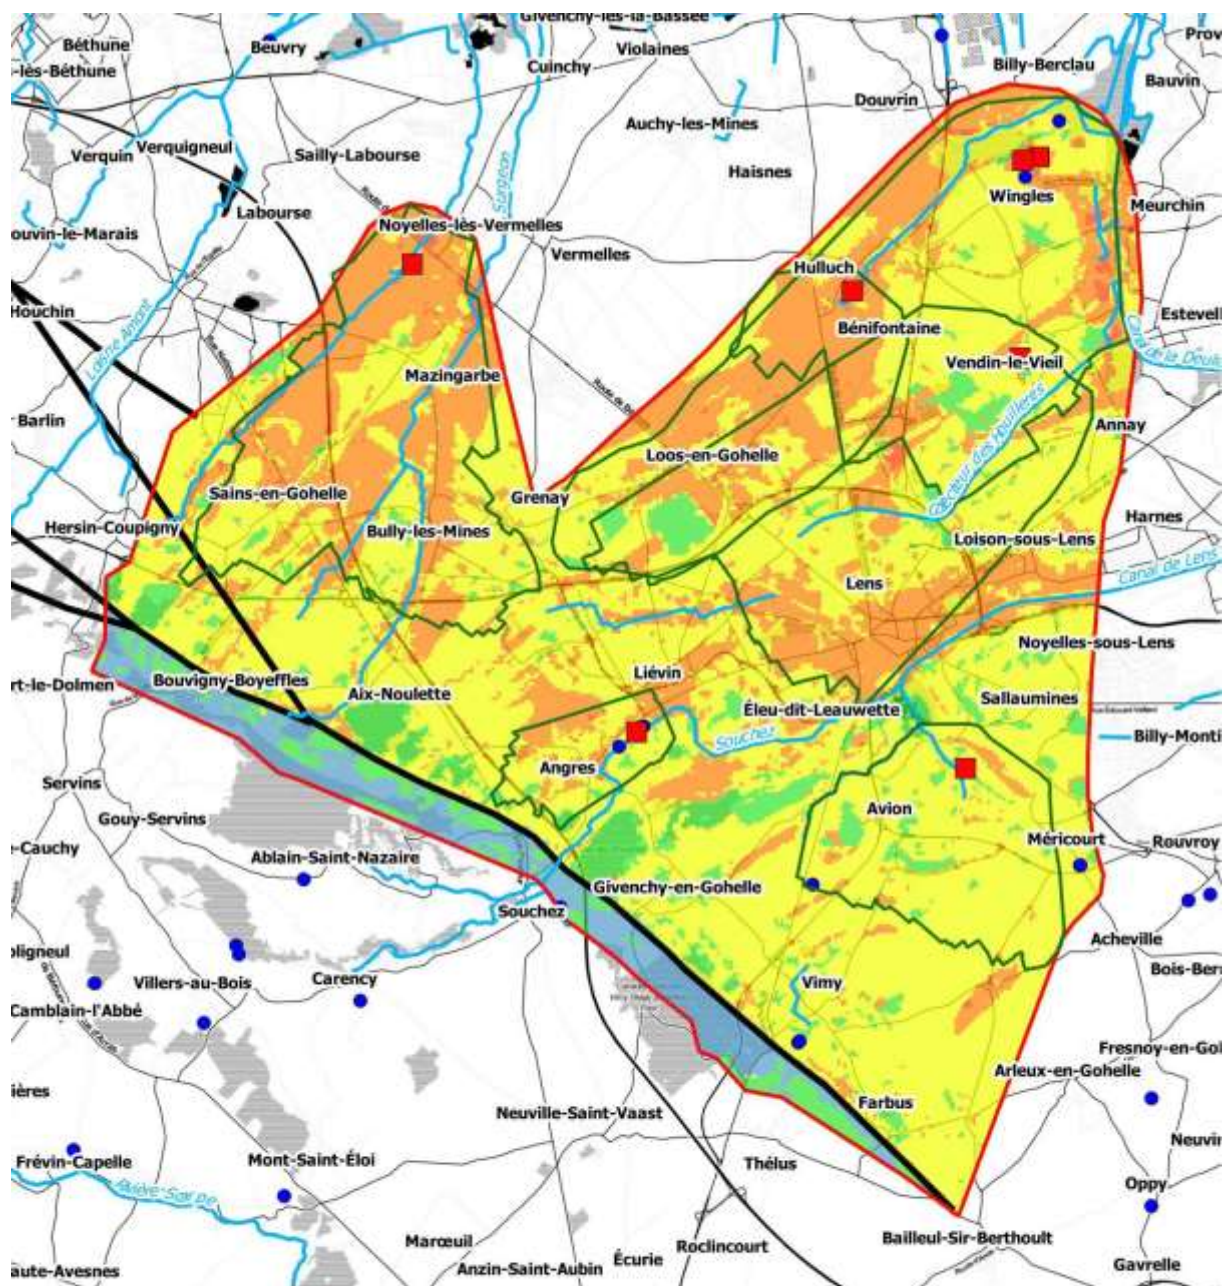 Givenchy-lès-la-Bassée
Béthune
Beuvry
Violaines
Prov
-lès-Béthune
Cuinchy
Billy-Berclau
Bauvin
Douvrin
Auchy-les-Mines
Verquin
Verquigneul
Sailly-Labourse
Haisnes
Wingles
Surgeon
Labourse
Noyelles-lès-Vermelles
Meurchin
ouvin-le-Marais
Vermelles
Hulluch
Houchin
Bénifontaine
Estevell
Vendin-le-Vieil
Canal de la Deûle
Mazingarbe
Barlin
Annay
Loos-en-Gohelle
Sains-en-Gohelle
Grenay
Hersin-Coupigny
Bully-les-Mines
Harnes
Loison-sous-Lens
Lens
Canal de Lens
Noyelles-sous-Lens
Liévin
rt-le-Dolmen
Bouvigny-Boyeffles
Aix-Noulette
Sallaumines
Éleu-dit-Leauwette
Souchez
Billy-Monti
Angres
Servins
Avion
Gouy-Servins
Méricourt
Rouvroy
-Cauchy
Ablain-Saint-Nazaire
Givenchy-en-Gohelle
Souchez
Acheville
oligneul
Bois-Ber
Villers-au-Bois
Carency
Vimy
Camblain-l'Abbé
Fresnoy-en-Gol
ières
Arleux-en-Gohelle
Farbus
Neuville-Saint-Vaast
Neuvir
Frévin-Capelle
Mont-Saint-Éloi
Thélus
Oppy
Marœuil
Roclincourt
Bailleul-Sir-Berthoult
Écurie
aute-Avesnes
Anzin-Saint-Aubin
Gavrelle